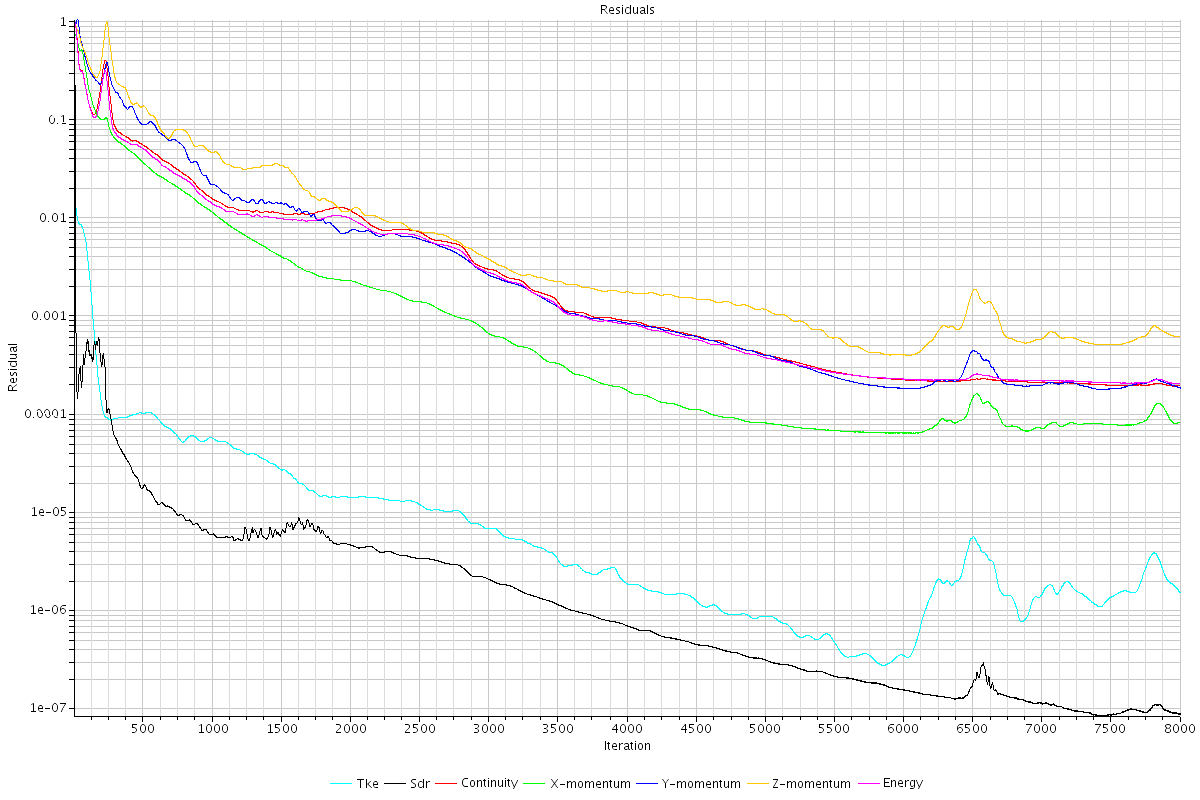 Residuals
1
0.1
0.01
0.001
0.0001
1e-05
1e-06
1e-07
Residual
500 1000 1500 2000 2500 3000 3500 4000 4500 5000 5500 6000 6500 7000 7500 8000
Iteration
Tke Sdr Continuity X-momentum Y-momentum Z-momentum Energy